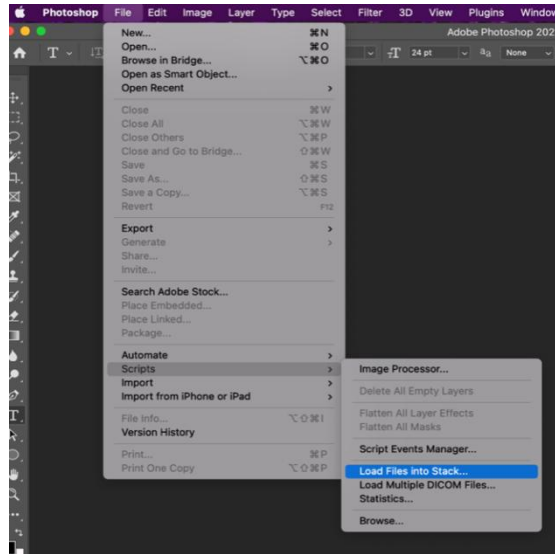 Photoshop File Edit Image Layer Type Select Filter 3D View Plugins Window
Adobe Photoshop 202
T 24 pt aa None
New... ⌘N
Open... ⌘O
Browse in Bridge... ⌥⌘O
Open as Smart Object...
Open Recent
Close ⌘W
Close All ⌥⌘W
Close Others ⌥⌘P
Close and Go to Bridge... ⇧⌘W
Save ⌘S
Save As... ⇧⌘S
Save a Copy... ⌥⌘S
Revert F12
Export
Generate
Share...
Invite...
Search Adobe Stock...
Place Embedded...
Place Linked...
Package...
Automate
Scripts
Import
Import from iPhone or iPad
File Info... ⌥⇧⌘I
Version History
Print... ⌘P
Print One Copy ⌥⇧⌘P
Image Processor...
Delete All Empty Layers
Flatten All Layer Effects
Flatten All Masks
Script Events Manager...
Load Files into Stack...
Load Multiple DICOM Files...
Statistics...
Browse...